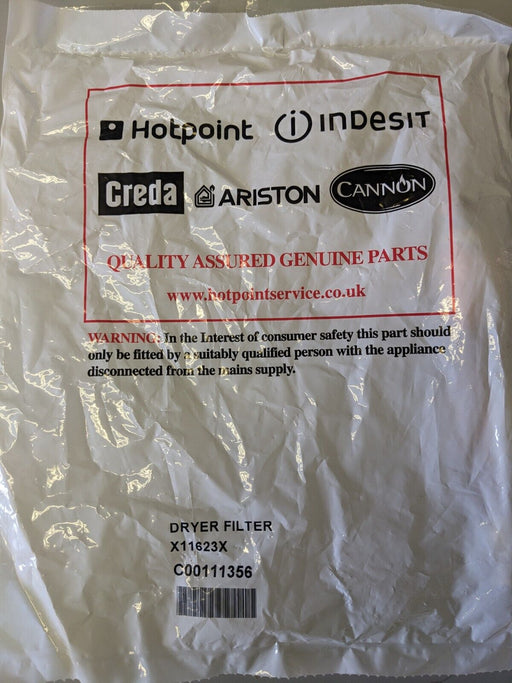 Hotpoint INDESIT
Creda ARISTON CANNON
QUALITY ASSURED GENUINE PARTS
www.hotpointservice.co.uk
WARNING: In the Interest of consumer safety this part should
only be fitted by a suitably qualified person with the appliance
disconnected from the mains supply.
DRYER FILTER
X11623X
C00111356